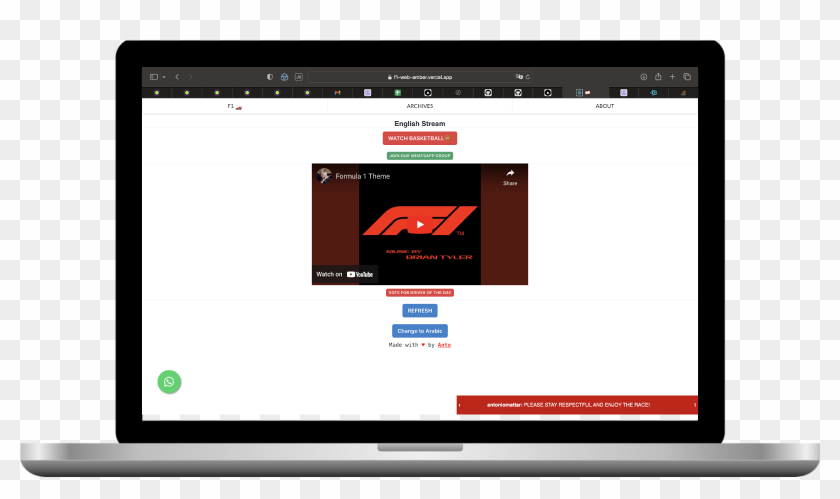 f1-web-amber.vercel.app
F1
ARCHIVES
ABOUT
English Stream
WATCH BASKETBALL
JOIN OUR WHATSAPP GROUP
Formula 1 Theme
Share
F1
TM
MUSIC BY
BRIAN TYLER
Watch on YouTube
VOTE FOR DRIVER OF THE DAY
REFRESH
Change to Arabic
Made with ♥ by Anto
antoniomattar: PLEASE STAY RESPECTFUL AND ENJOY THE RACE!